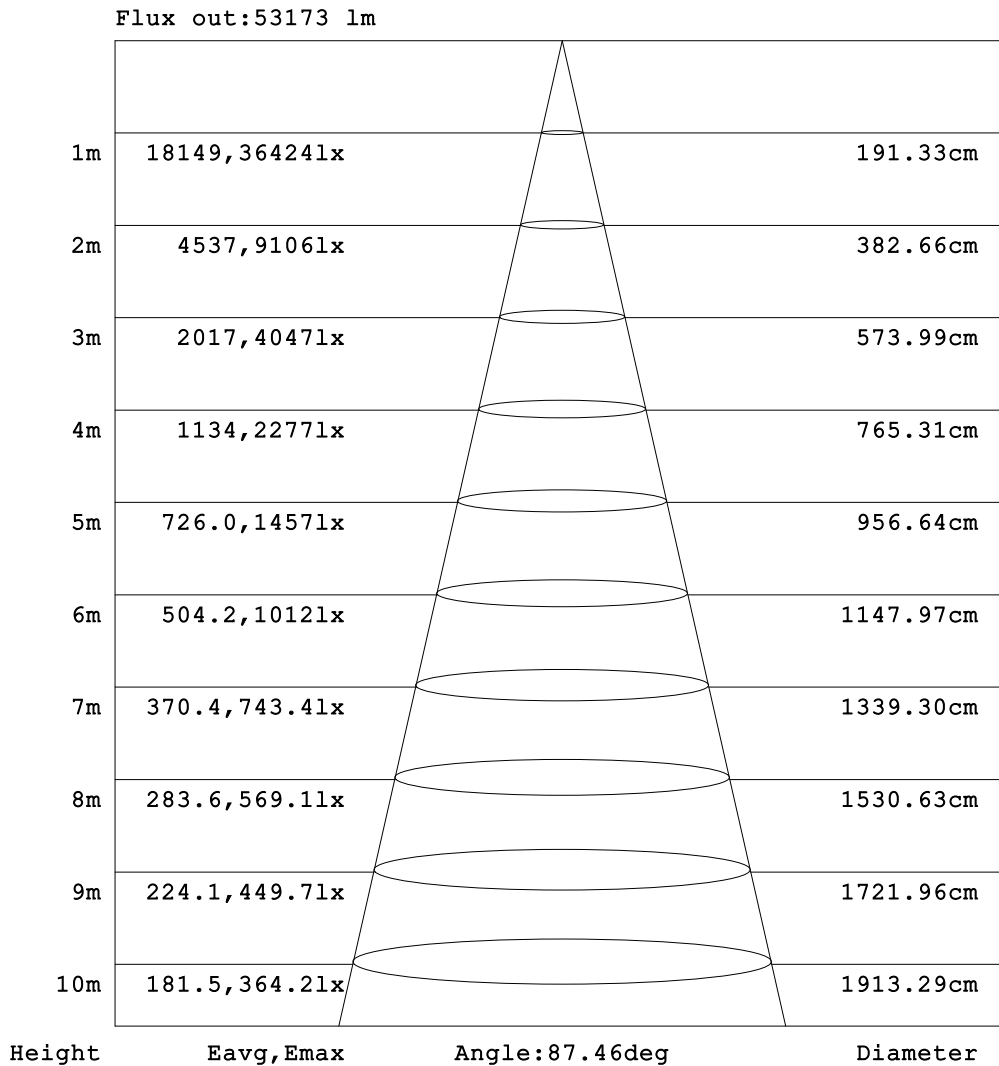 Flux out:53173 lm
1m 18149,36424lx 191.33cm
2m 4537,9106lx 382.66cm
3m 2017,4047lx 573.99cm
4m 1134,2277lx 765.31cm
5m 726.0,1457lx 956.64cm
6m 504.2,1012lx 1147.97cm
7m 370.4,743.4lx 1339.30cm
8m 283.6,569.1lx 1530.63cm
9m 224.1,449.7lx 1721.96cm
10m 181.5,364.2lx 1913.29cm
Height Eavg,Emax Angle:87.46deg Diameter